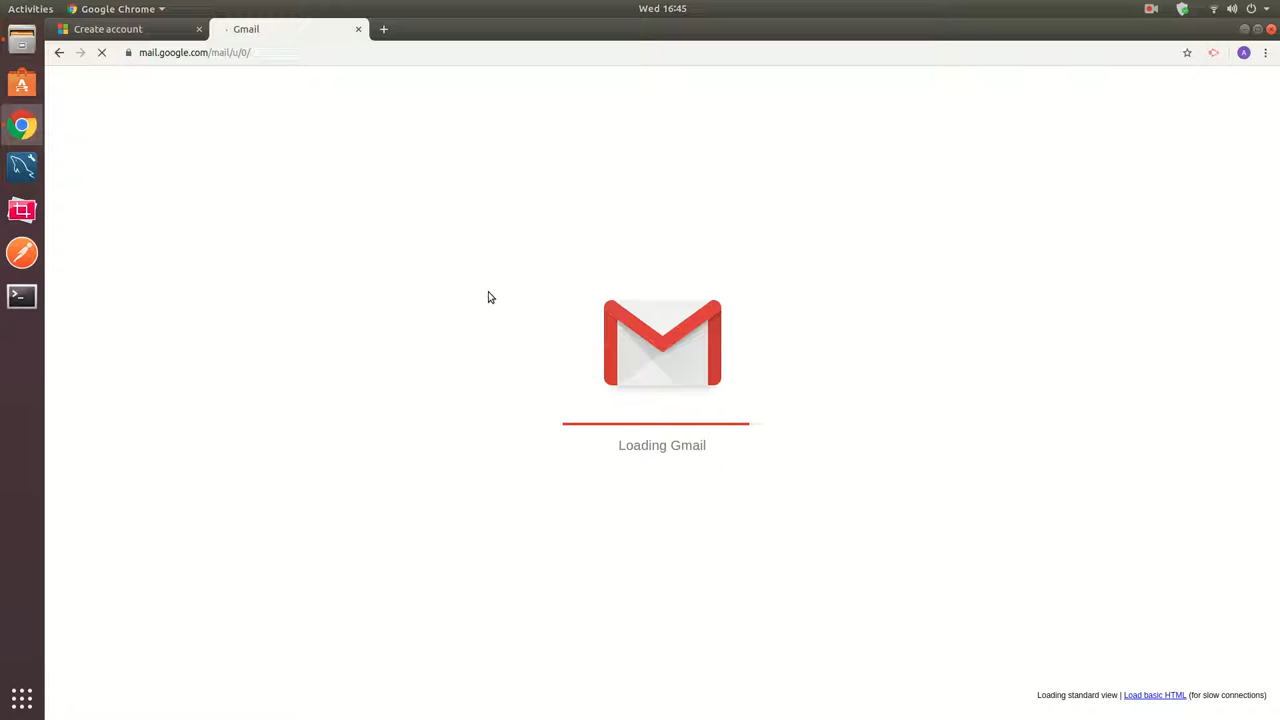 Activities Google Chrome Wed 16:45
Create account Gmail
mail.google.com/mail/u/0/ A
Loading Gmail
Loading standard view | Load basic HTML (for slow connections)